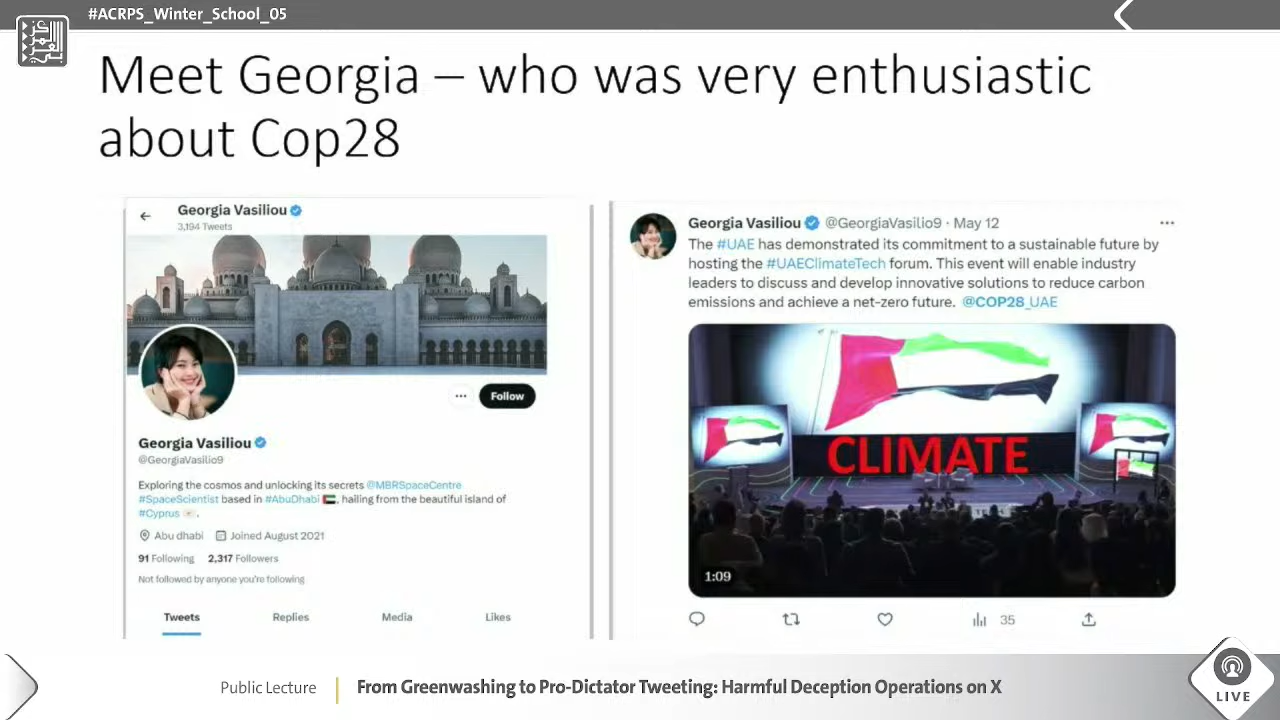 #ACRPS_Winter_School_05
Meet Georgia – who was very enthusiastic
about Cop28
Georgia Vasiliou
3,194 Tweets
Follow
Georgia Vasiliou
@GeorgiaVasilio9
Exploring the cosmos and unlocking its secrets @MBRSpaceCentre
#SpaceScientist based in #AbuDhabi 🇦🇪, hailing from the beautiful island of
#Cyprus 🇨🇾.
Abu dhabi Joined August 2021
91 Following 2,317 Followers
Not followed by anyone you're following
Tweets Replies Media Likes
Georgia Vasiliou @GeorgiaVasilio9 · May 12
The #UAE has demonstrated its commitment to a sustainable future by
hosting the #UAEClimateTech forum. This event will enable industry
leaders to discuss and develop innovative solutions to reduce carbon
emissions and achieve a net-zero future. @COP28_UAE
CLIMATE
1:09
35
Public Lecture
From Greenwashing to Pro-Dictator Tweeting: Harmful Deception Operations on X
LIVE